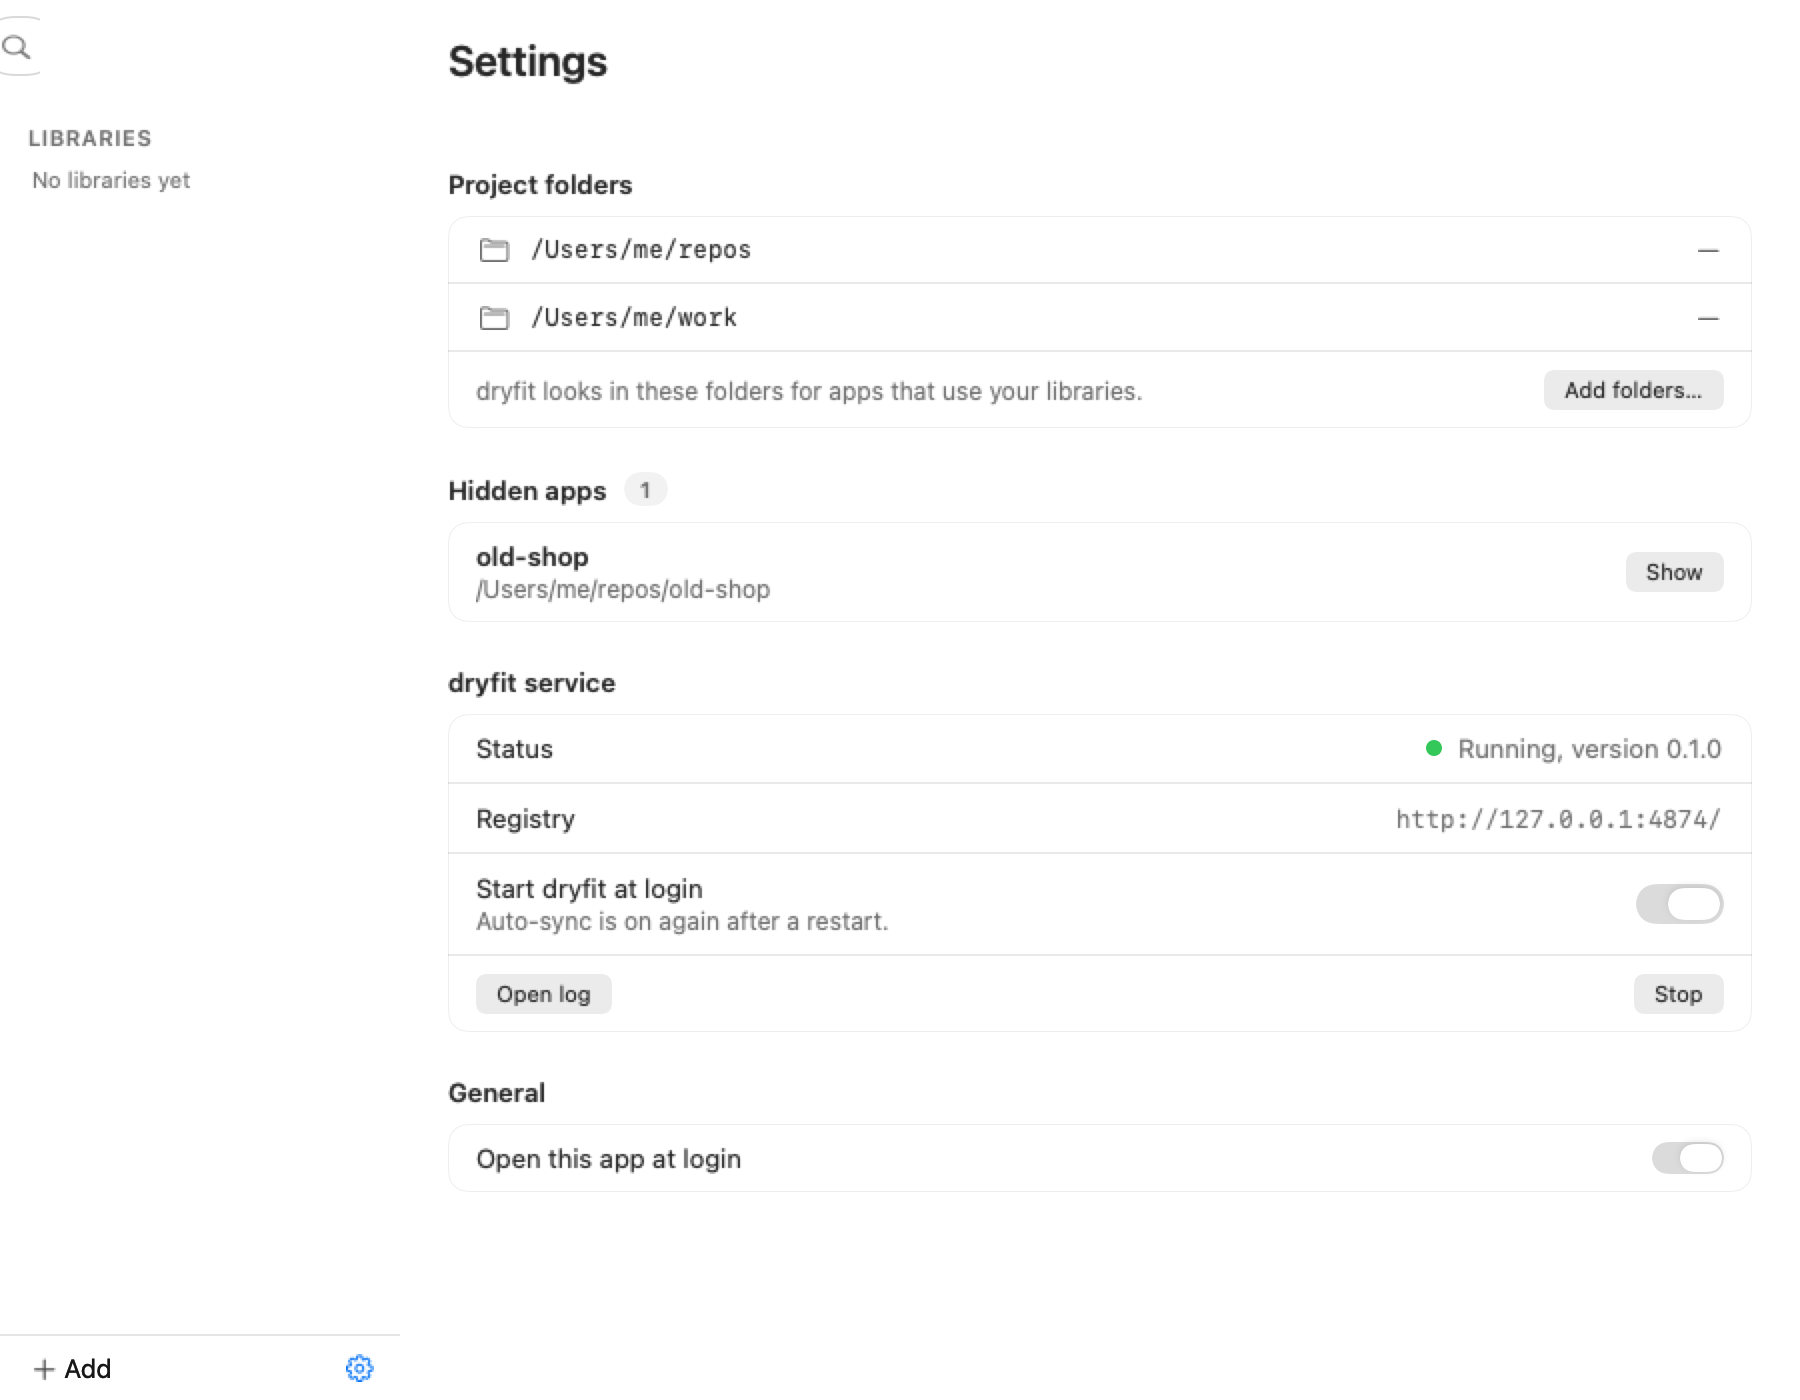 Settings
LIBRARIES
No libraries yet
Project folders
/Users/me/repos
/Users/me/work
dryfit looks in these folders for apps that use your libraries.
Add folders...
Hidden apps 1
old-shop
/Users/me/repos/old-shop
Show
dryfit service
Status
Running, version 0.1.0
Registry
http://127.0.0.1:4874/
Start dryfit at login
Auto-sync is on again after a restart.
Open log
Stop
General
Open this app at login
Add